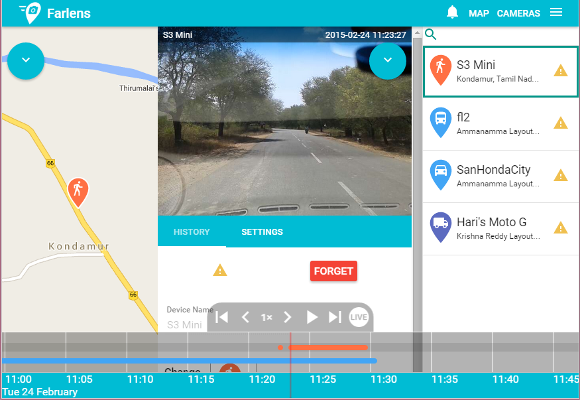 Farlens
MAP CAMERAS
S3 Mini 2015-02-24 11:23:27
Thirumalai's
66
66
66
Kondamur
HISTORY SETTINGS
FORGET
Device Name
S3 Mini
1×
LIVE
Change
S3 Mini
Kondamur, Tamil Nad...
fl2
Ammanamma Layout...
SanHondaCity
Ammanamma Layout...
Hari's Moto G
Krishna Reddy Layout...
11:00 11:05 11:10 11:15 11:20 11:25 11:30 11:35 11:40 11:45
Tue 24 February